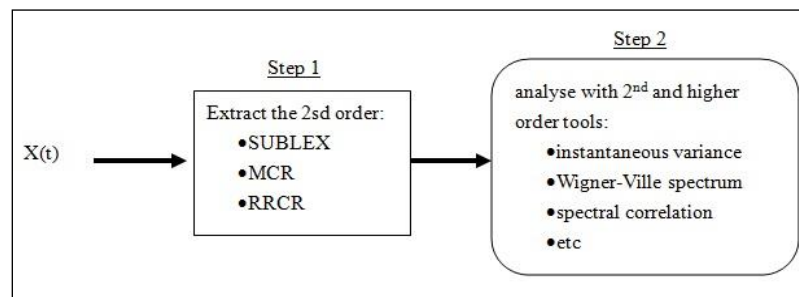 Step 1
Step 2
X(t)
Extract the 2sd order:
•SUBLEX
•MCR
•RRCR
analyse with 2nd and higher
order tools:
•instantaneous variance
•Wigner-Ville spectrum
•spectral correlation
•etc